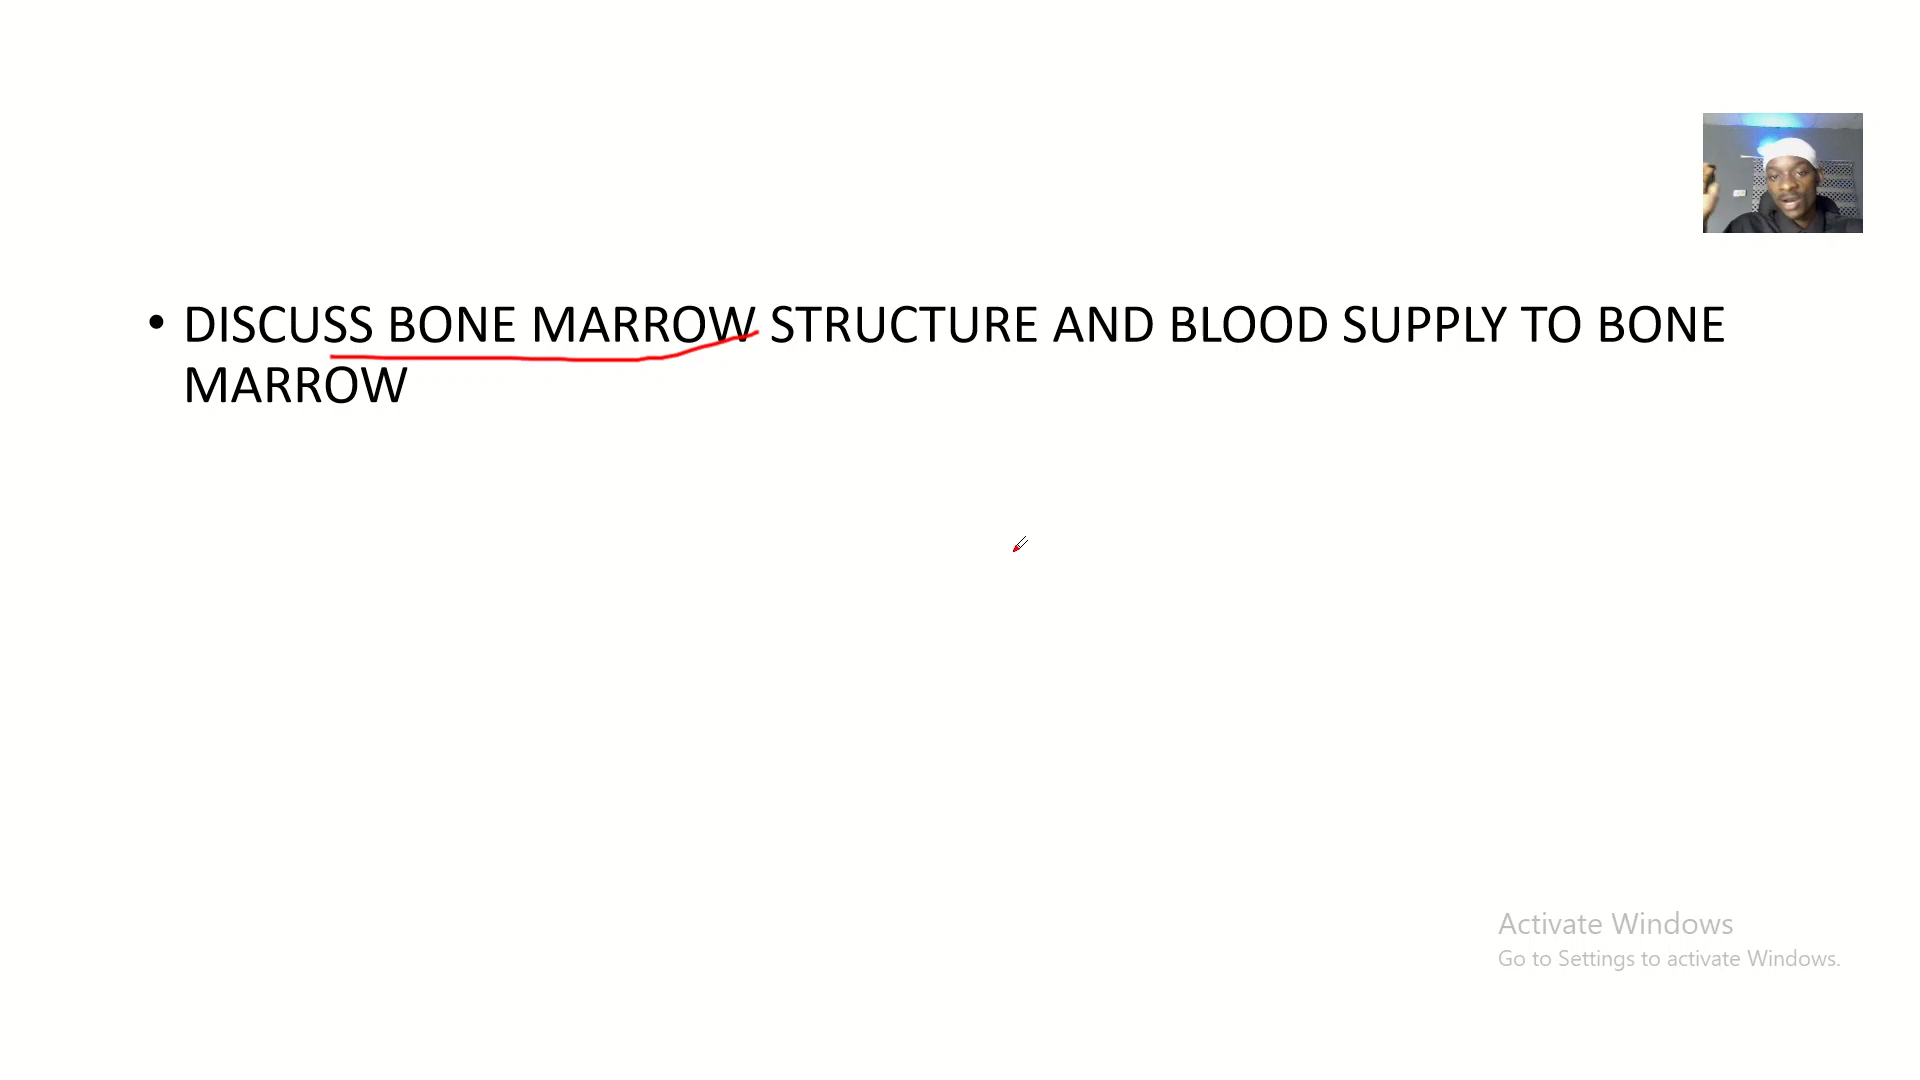 • DISCUSS BONE MARROW STRUCTURE AND BLOOD SUPPLY TO BONE
MARROW
Activate Windows
Go to Settings to activate Windows.